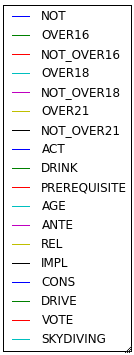 NOT
OVER16
NOT_OVER16
OVER18
NOT_OVER18
OVER21
NOT_OVER21
ACT
DRINK
PREREQUISITE
AGE
ANTE
REL
IMPL
CONS
DRIVE
VOTE
SKYDIVING